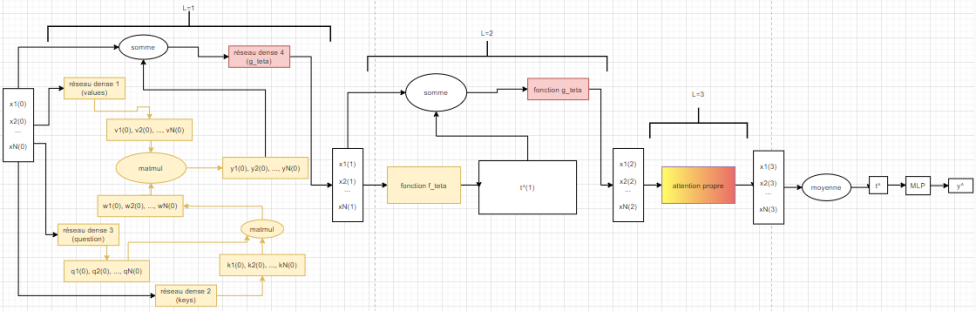 L=1
somme
réseau dense 4
(g_teta)
réseau dense 1
(values)
x1(0)
x2(0)
...
xN(0)
v1(0), v2(0), ..., vN(0)
matmul
y1(0), y2(0), ..., yN(0)
w1(0), w2(0), ..., wN(0)
réseau dense 3
(question)
matmul
q1(0), q2(0), ..., qN(0)
k1(0), k2(0), ..., kN(0)
réseau dense 2
(keys)
L=2
somme
fonction g_teta
x1(1)
x2(1)
...
xN(1)
fonction f_teta
t^(1)
L=3
x1(2)
x2(2)
...
xN(2)
attention propre
x1(3)
x2(3)
...
xN(3)
moyenne
t^
MLP
y^